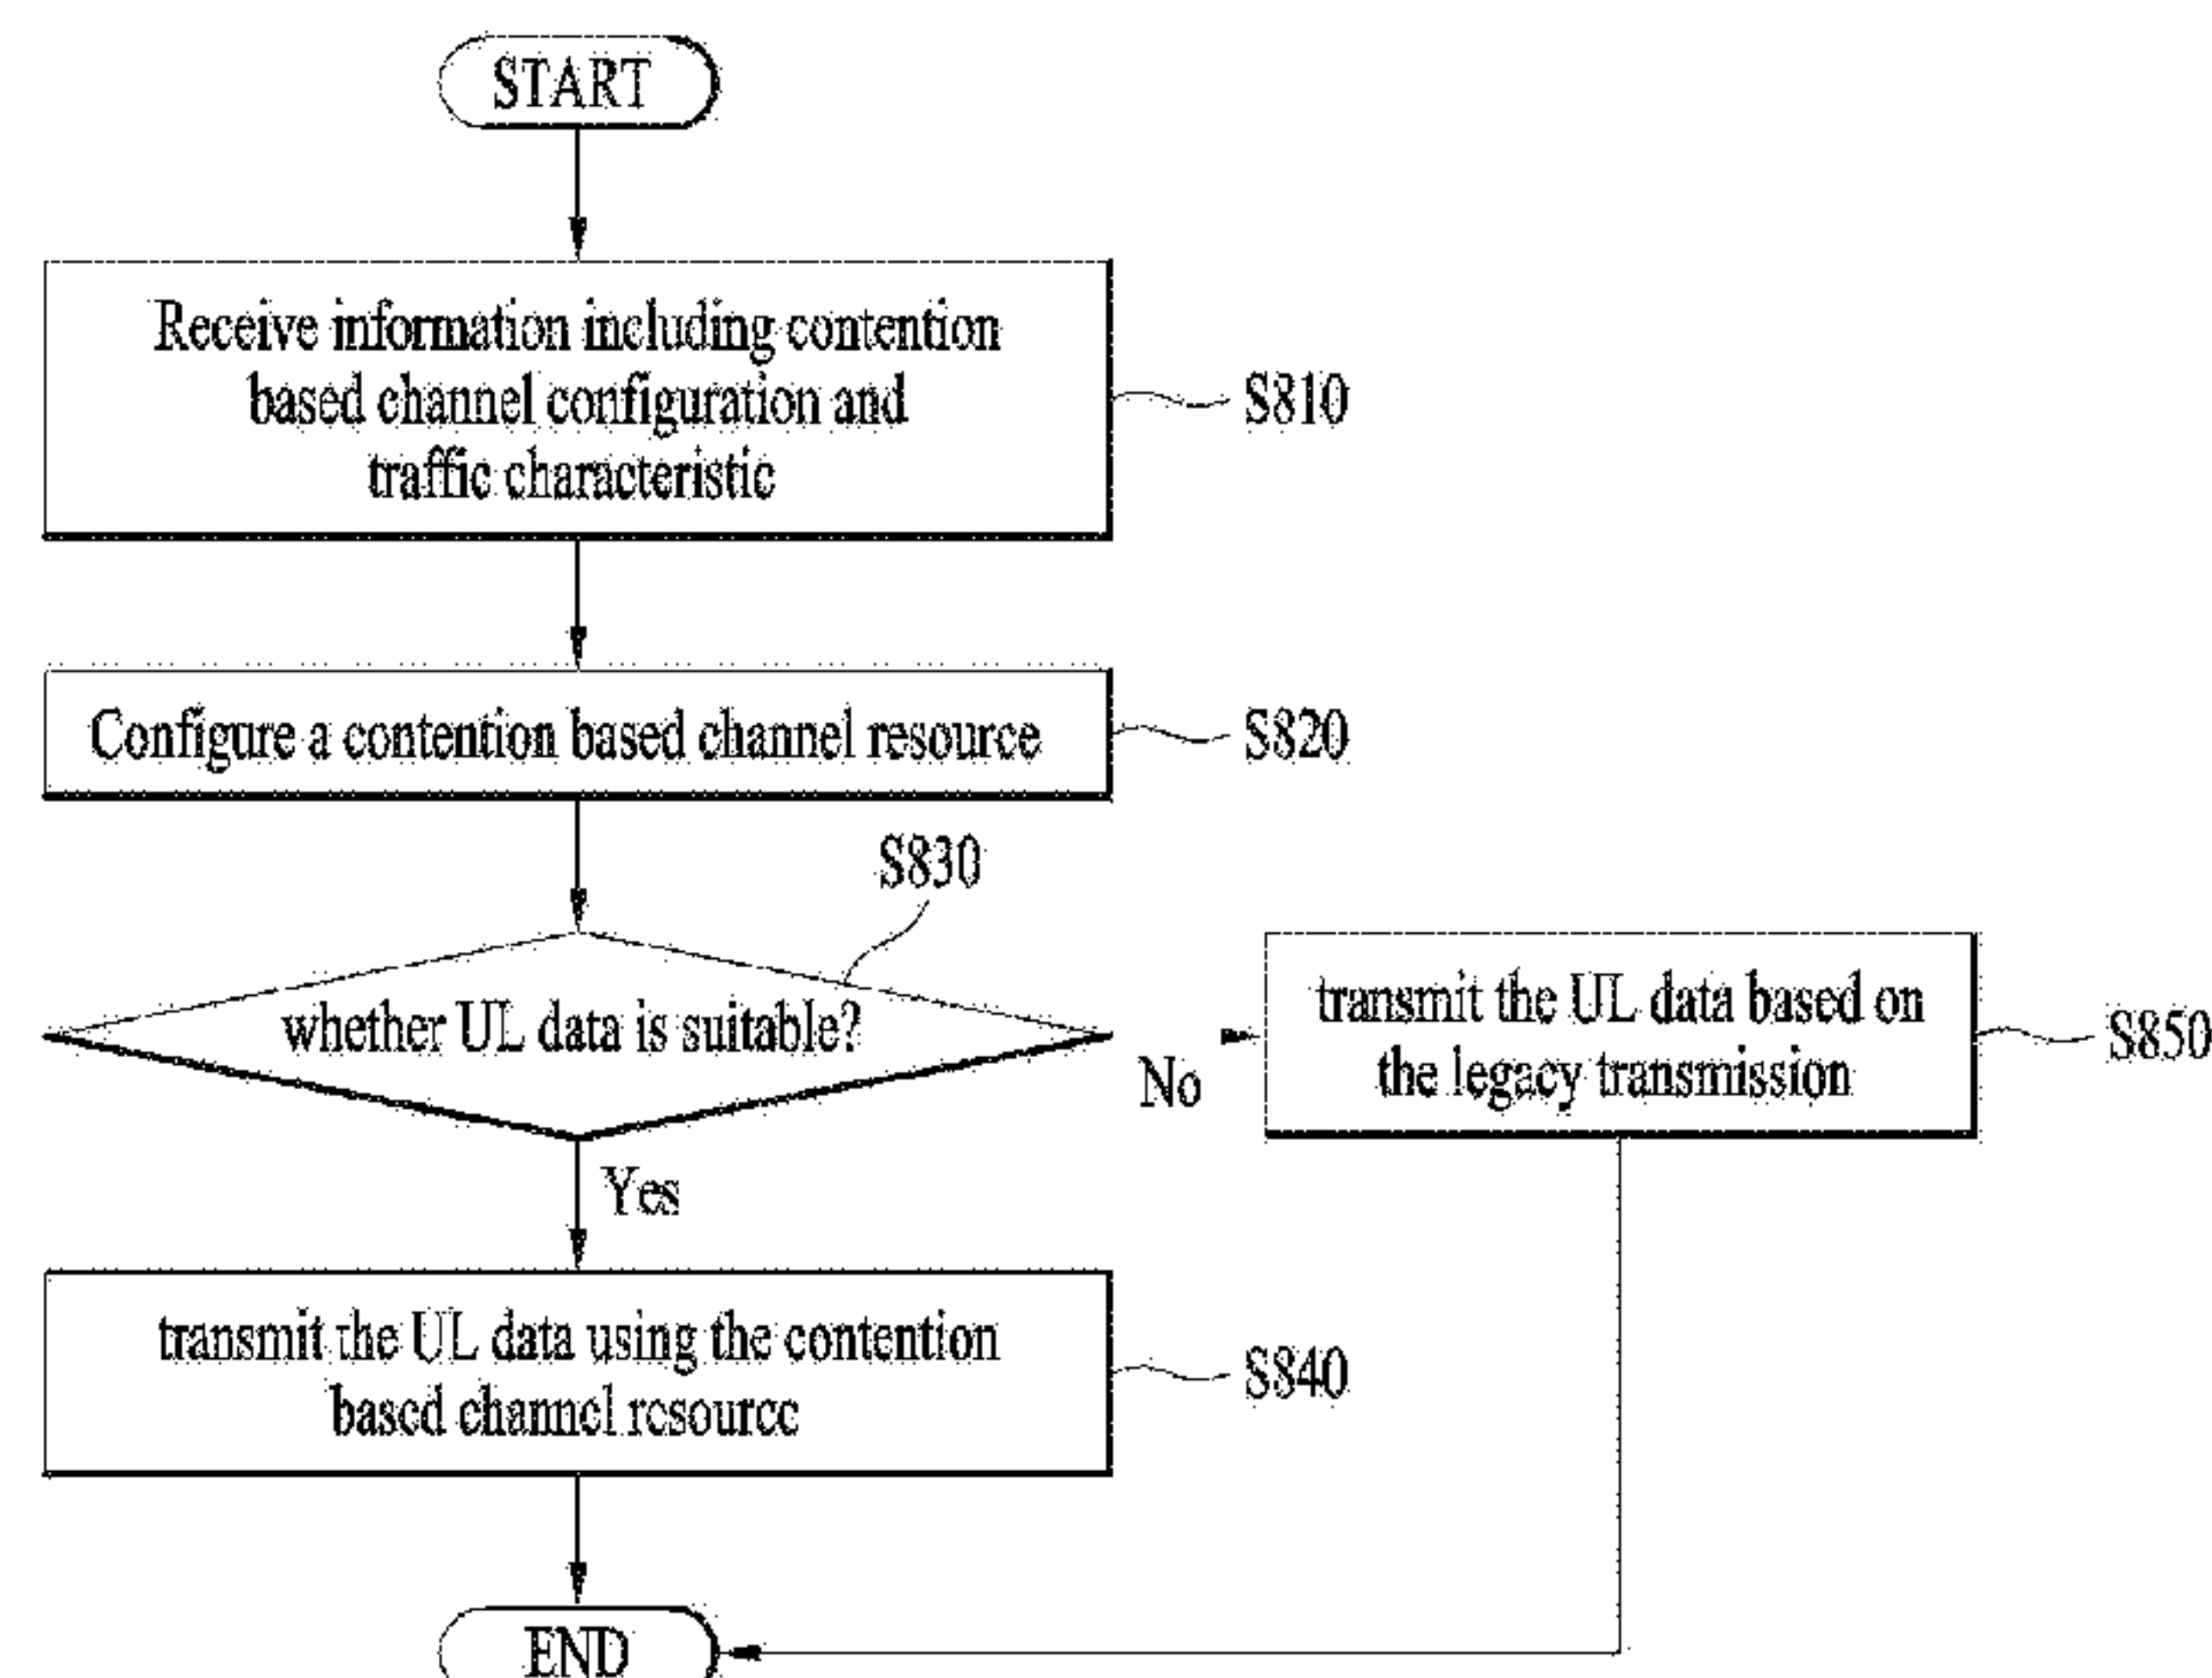 START
Receive information including contention
based channel configuration and
traffic characteristic
S810
Configure a contention based channel resource
S820
S830
whether UL data is suitable?
No
transmit the UL data based on
the legacy transmission
S850
Yes
transmit the UL data using the contention
based channel resource
S840
END